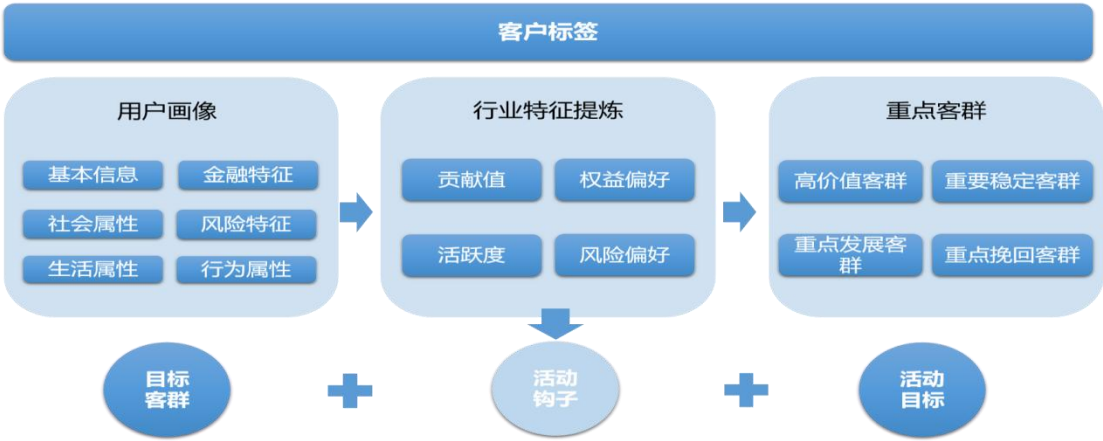 客户标签
用户画像
基本信息
金融特征
社会属性
风险特征
生活属性
行为属性
行业特征提炼
贡献值
权益偏好
活跃度
风险偏好
重点客群
高价值客群
重要稳定客群
重点发展客
群
重点挽回客群
目标
客群
活动
钩子
活动
目标